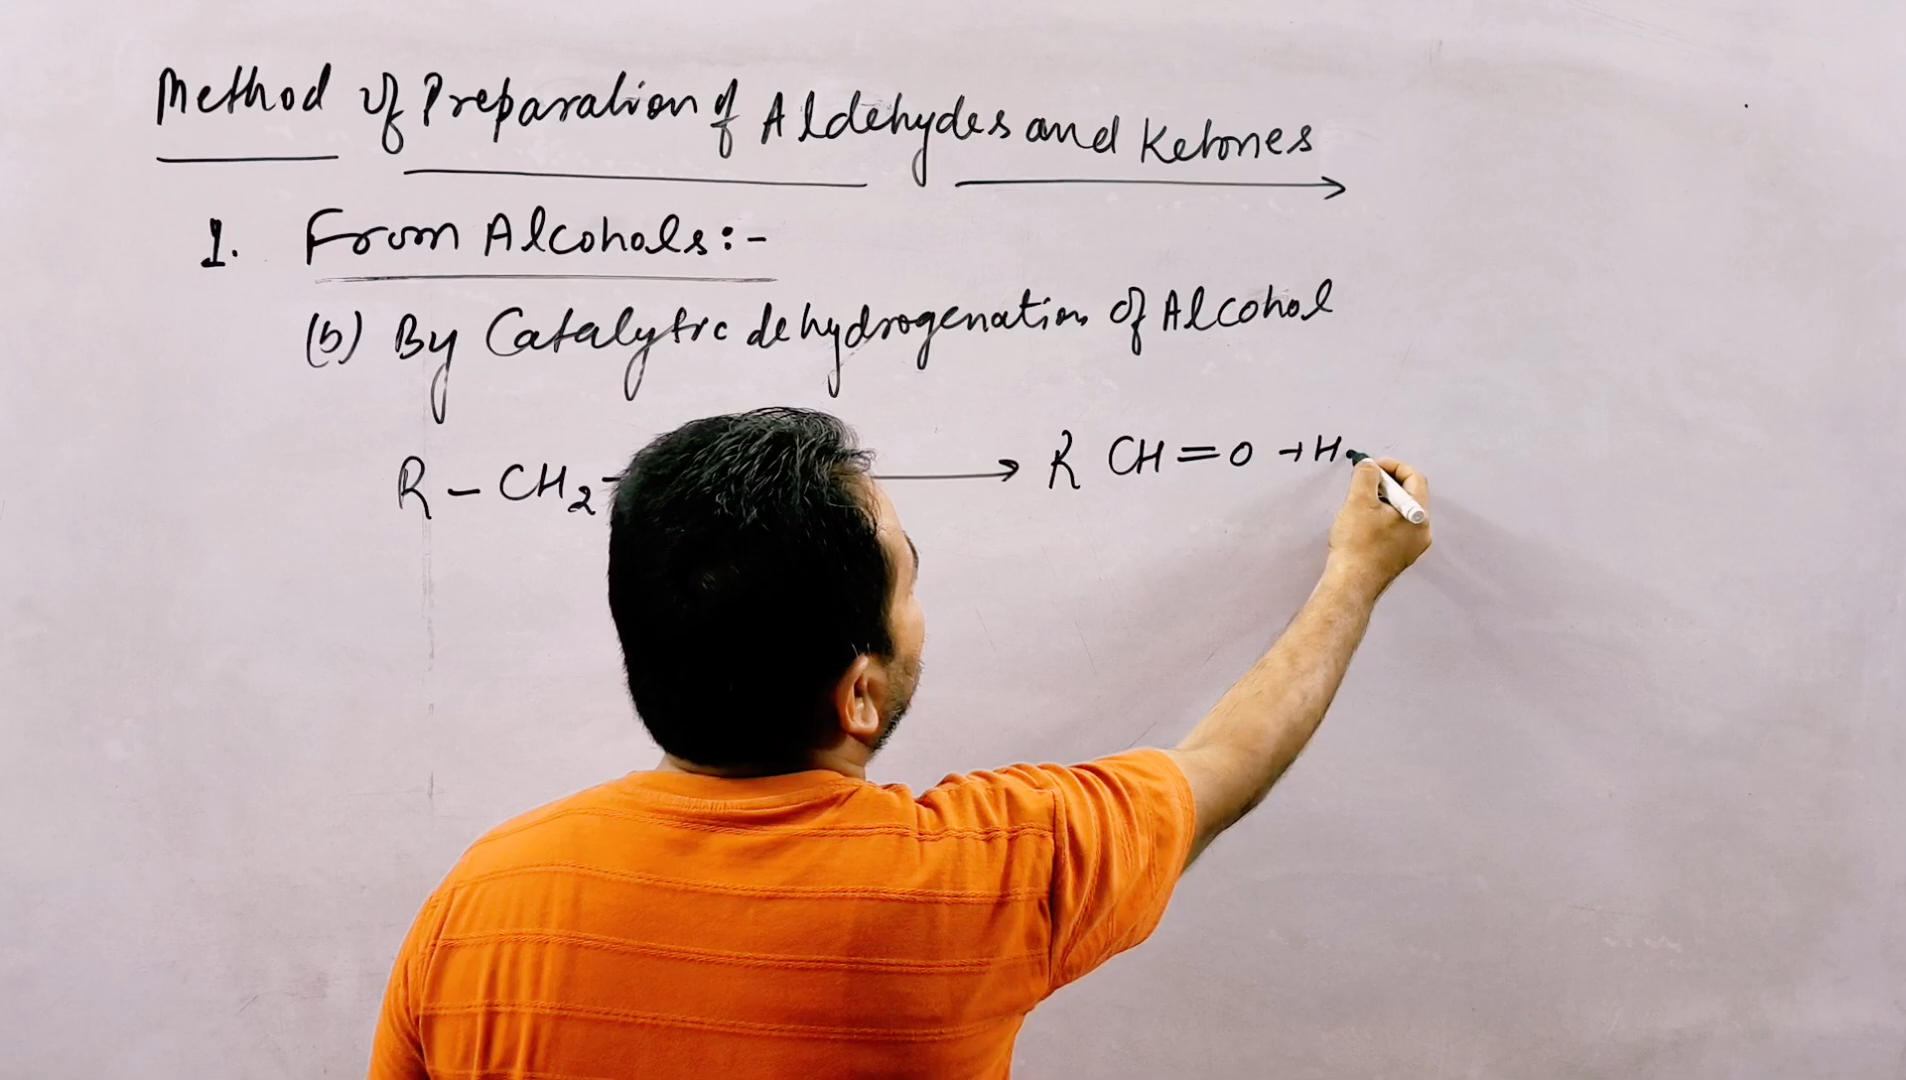 Method of Preparation of Aldehydes and Ketones
1. From Alcohols:-
(b) By Catalytic dehydrogenation of Alcohol
R - CH₂- → R CH = O + H